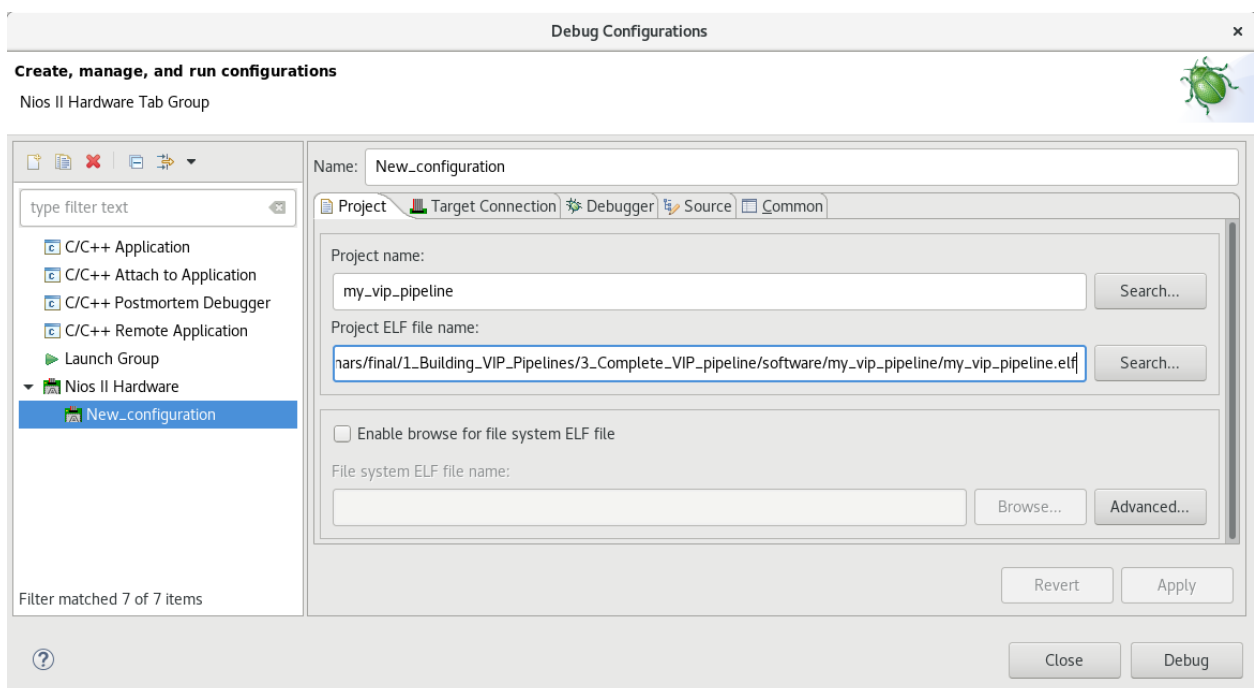 Debug Configurations
Create, manage, and run configurations
Nios II Hardware Tab Group
Name: New_configuration
type filter text
Project Target Connection Debugger Source Common
C/C++ Application
C/C++ Attach to Application
C/C++ Postmortem Debugger
C/C++ Remote Application
Launch Group
Nios II Hardware
New_configuration
Filter matched 7 of 7 items
Project name:
my_vip_pipeline Search...
Project ELF file name:
nars/final/1_Building_VIP_Pipelines/3_Complete_VIP_pipeline/software/my_vip_pipeline/my_vip_pipeline.elf Search...
Enable browse for file system ELF file
File system ELF file name:
Browse... Advanced...
Revert Apply
Close Debug